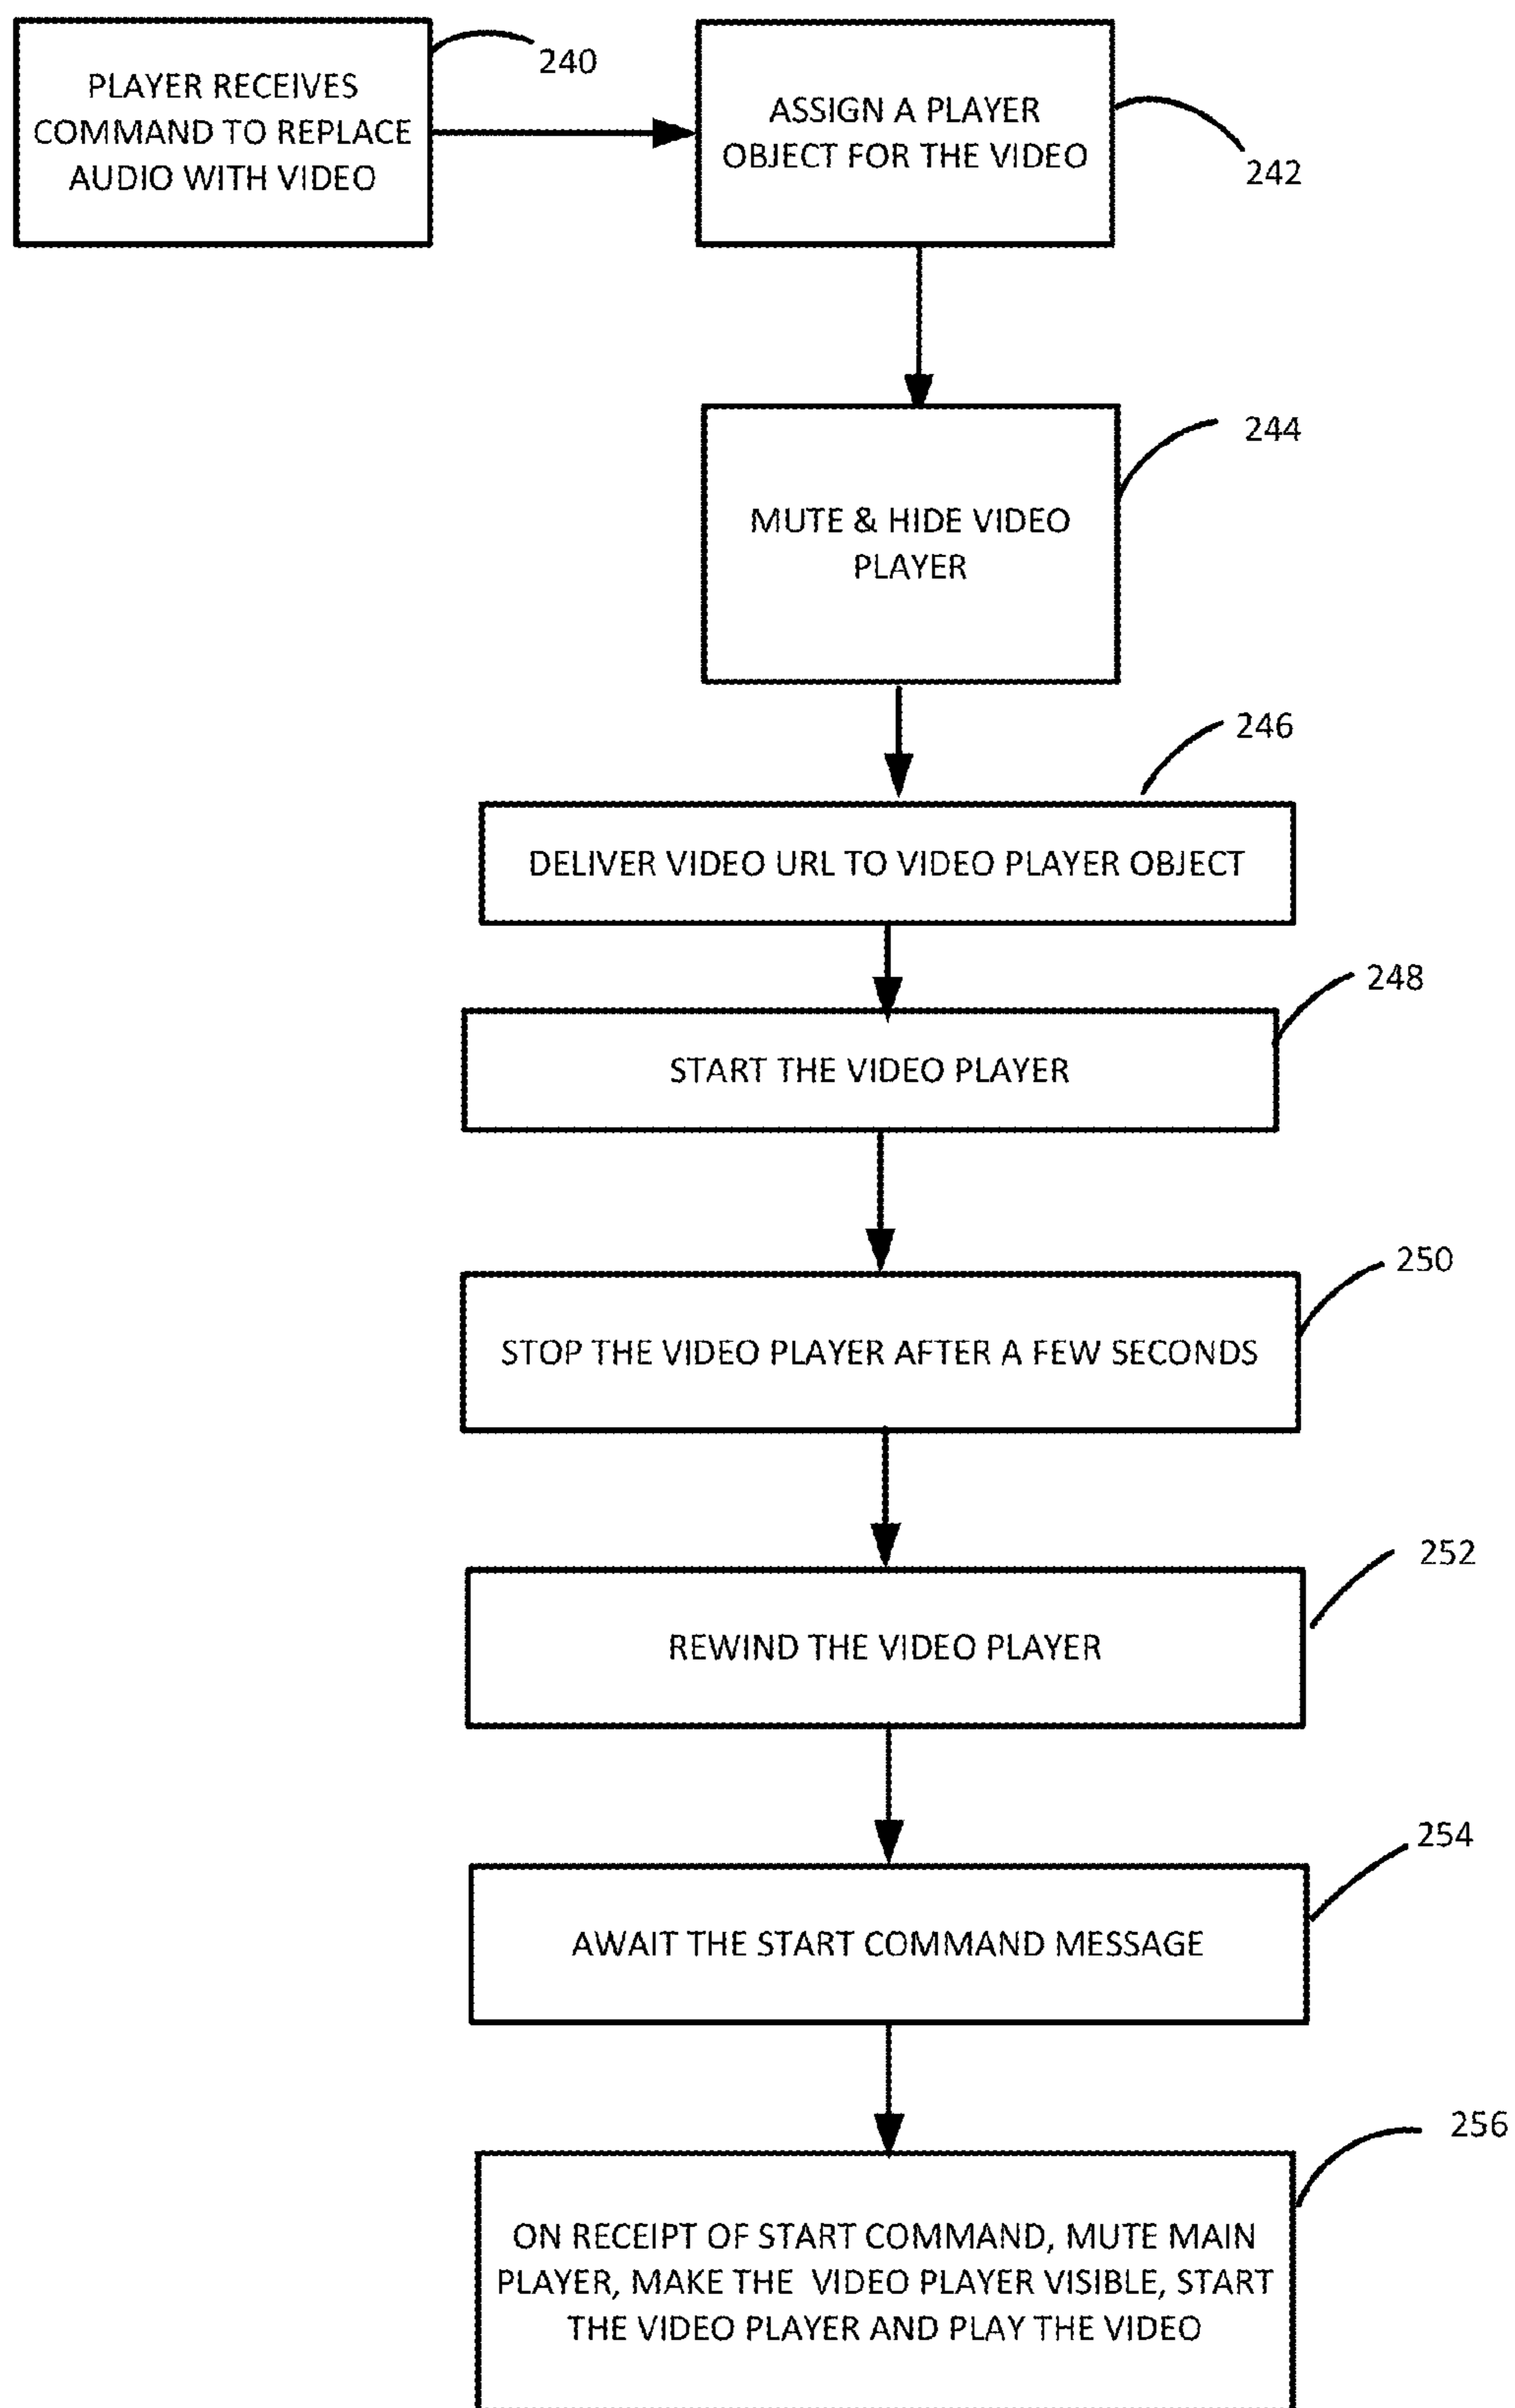 PLAYER RECEIVES
COMMAND TO REPLACE
AUDIO WITH VIDEO
240
ASSIGN A PLAYER
OBJECT FOR THE VIDEO
242
MUTE & HIDE VIDEO
PLAYER
244
246
DELIVER VIDEO URL TO VIDEO PLAYER OBJECT
248
START THE VIDEO PLAYER
250
STOP THE VIDEO PLAYER AFTER A FEW SECONDS
252
REWIND THE VIDEO PLAYER
254
AWAIT THE START COMMAND MESSAGE
256
ON RECEIPT OF START COMMAND, MUTE MAIN
PLAYER, MAKE THE VIDEO PLAYER VISIBLE, START
THE VIDEO PLAYER AND PLAY THE VIDEO